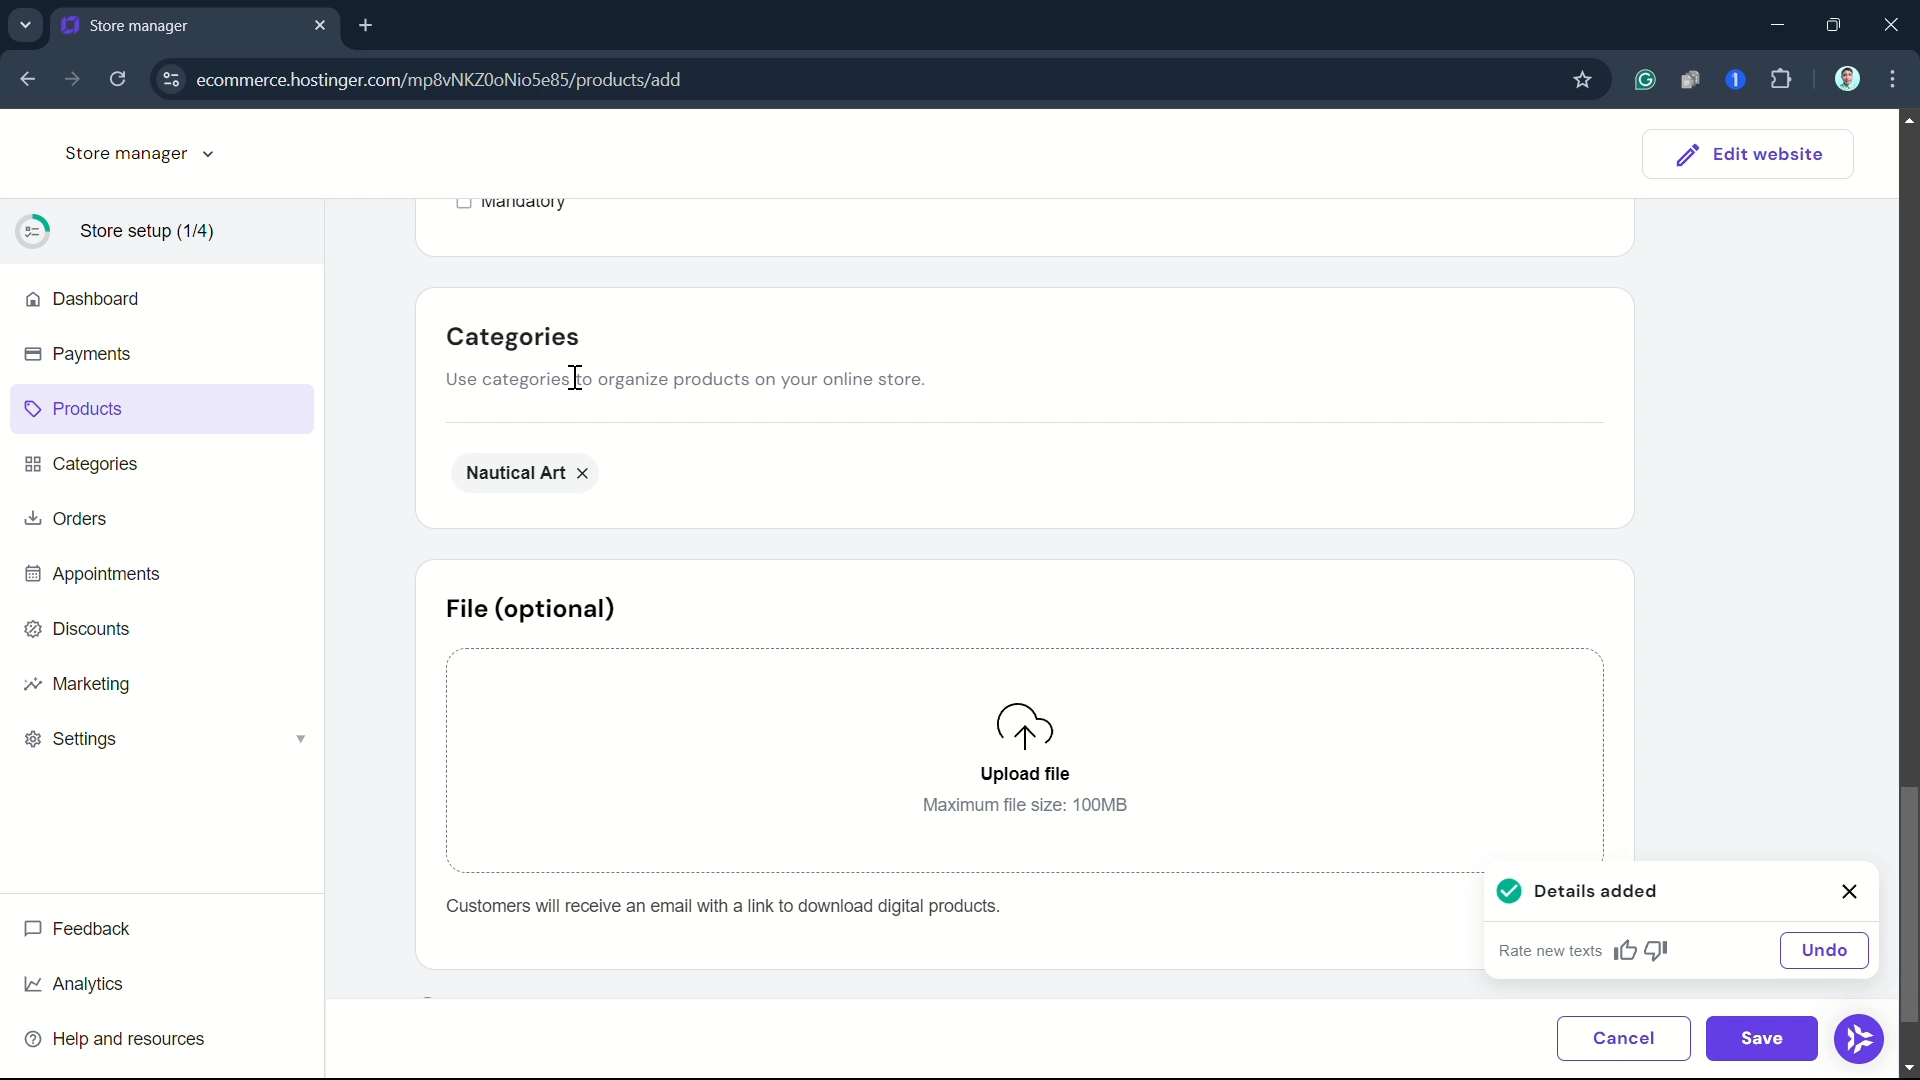 Store manager
ecommerce.hostinger.com/mp8vNKZ0oNio5e85/products/add
Store manager
Edit website
Store setup (1/4)
Dashboard
Payments
Products
Categories
Orders
Appointments
Discounts
Marketing
Settings
Feedback
Analytics
Help and resources
Mandatory
Categories
Use categories to organize products on your online store.
Nautical Art
File (optional)
Upload file
Maximum file size: 100MB
Customers will receive an email with a link to download digital products.
Details added
Rate new texts
Undo
Cancel
Save